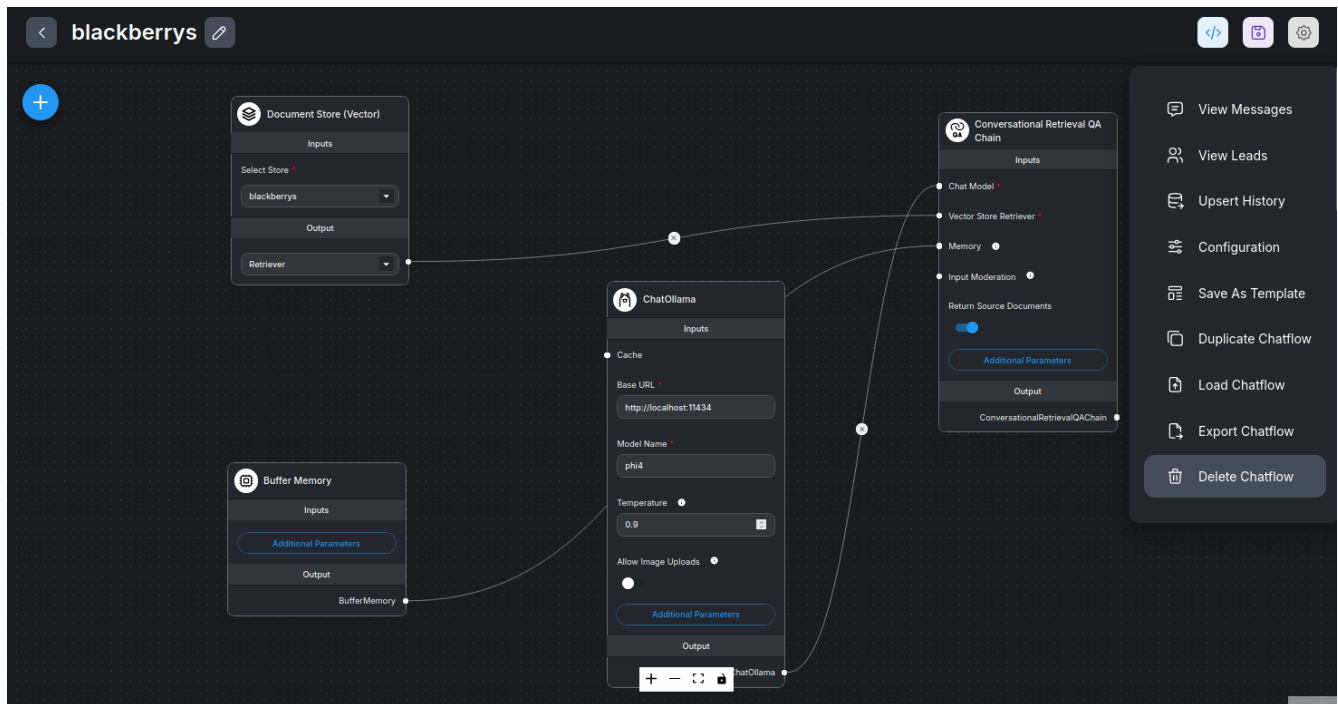 blackberrys
Document Store (Vector)
Inputs
Select Store *
blackberrys
Output
Retriever
Buffer Memory
Inputs
Additional Parameters
Output
BufferMemory
ChatOllama
Inputs
Cache
Base URL *
http://localhost:11434
Model Name *
phi4
Temperature
0.9
Allow Image Uploads
Additional Parameters
Output
ChatOllama
QA
Conversational Retrieval QA
Chain
Inputs
Chat Model *
Vector Store Retriever *
Memory
Input Moderation
Return Source Documents
Additional Parameters
Output
ConversationalRetrievalQAChain
View Messages
View Leads
Upsert History
Configuration
Save As Template
Duplicate Chatflow
Load Chatflow
Export Chatflow
Delete Chatflow